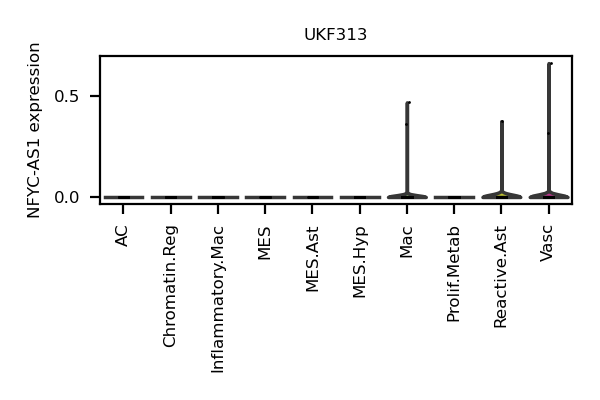 UKF313
NFYC-AS1 expression
0.5
0.0
AC
Chromatin.Reg
Inflammatory.Mac
MES
MES.Ast
MES.Hyp
Mac
Prolif.Metab
Reactive.Ast
Vasc